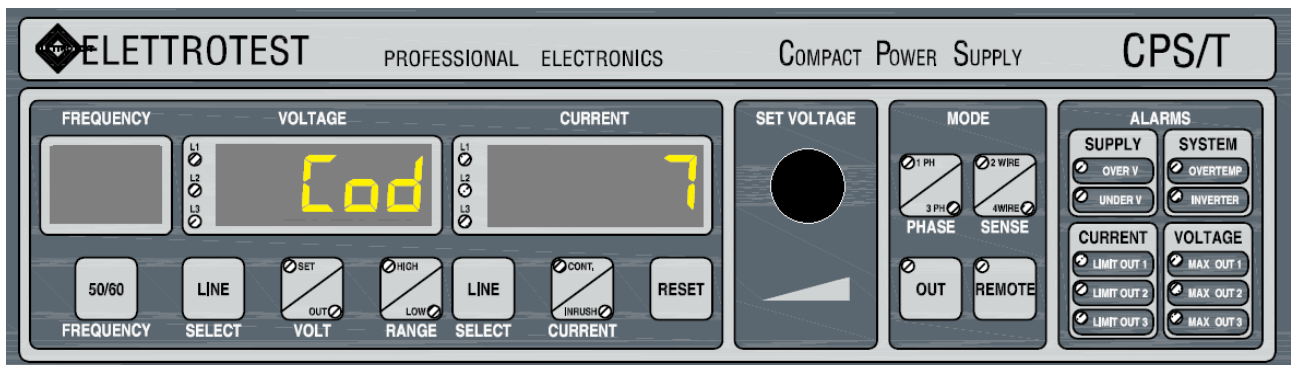 ELETTROTEST PROFESSIONAL ELECTRONICS COMPACT POWER SUPPLY CPS/T
FREQUENCY VOLTAGE CURRENT
L1
L2
L3
Cod
L1
L2
L3
7
50/60
FREQUENCY
LINE
SELECT
SET
OUT
VOLT
HIGH
LOW
RANGE
LINE
SELECT
CONT.
INRUSH
CURRENT
RESET
SET VOLTAGE
MODE
1 PH
3 PH
PHASE
2 WIRE
4WIRE
SENSE
OUT
REMOTE
ALARMS
SUPPLY
OVER V
UNDER V
SYSTEM
OVERTEMP
INVERTER
CURRENT
LIMIT OUT 1
LIMIT OUT 2
LIMIT OUT 3
VOLTAGE
MAX OUT 1
MAX OUT 2
MAX OUT 3